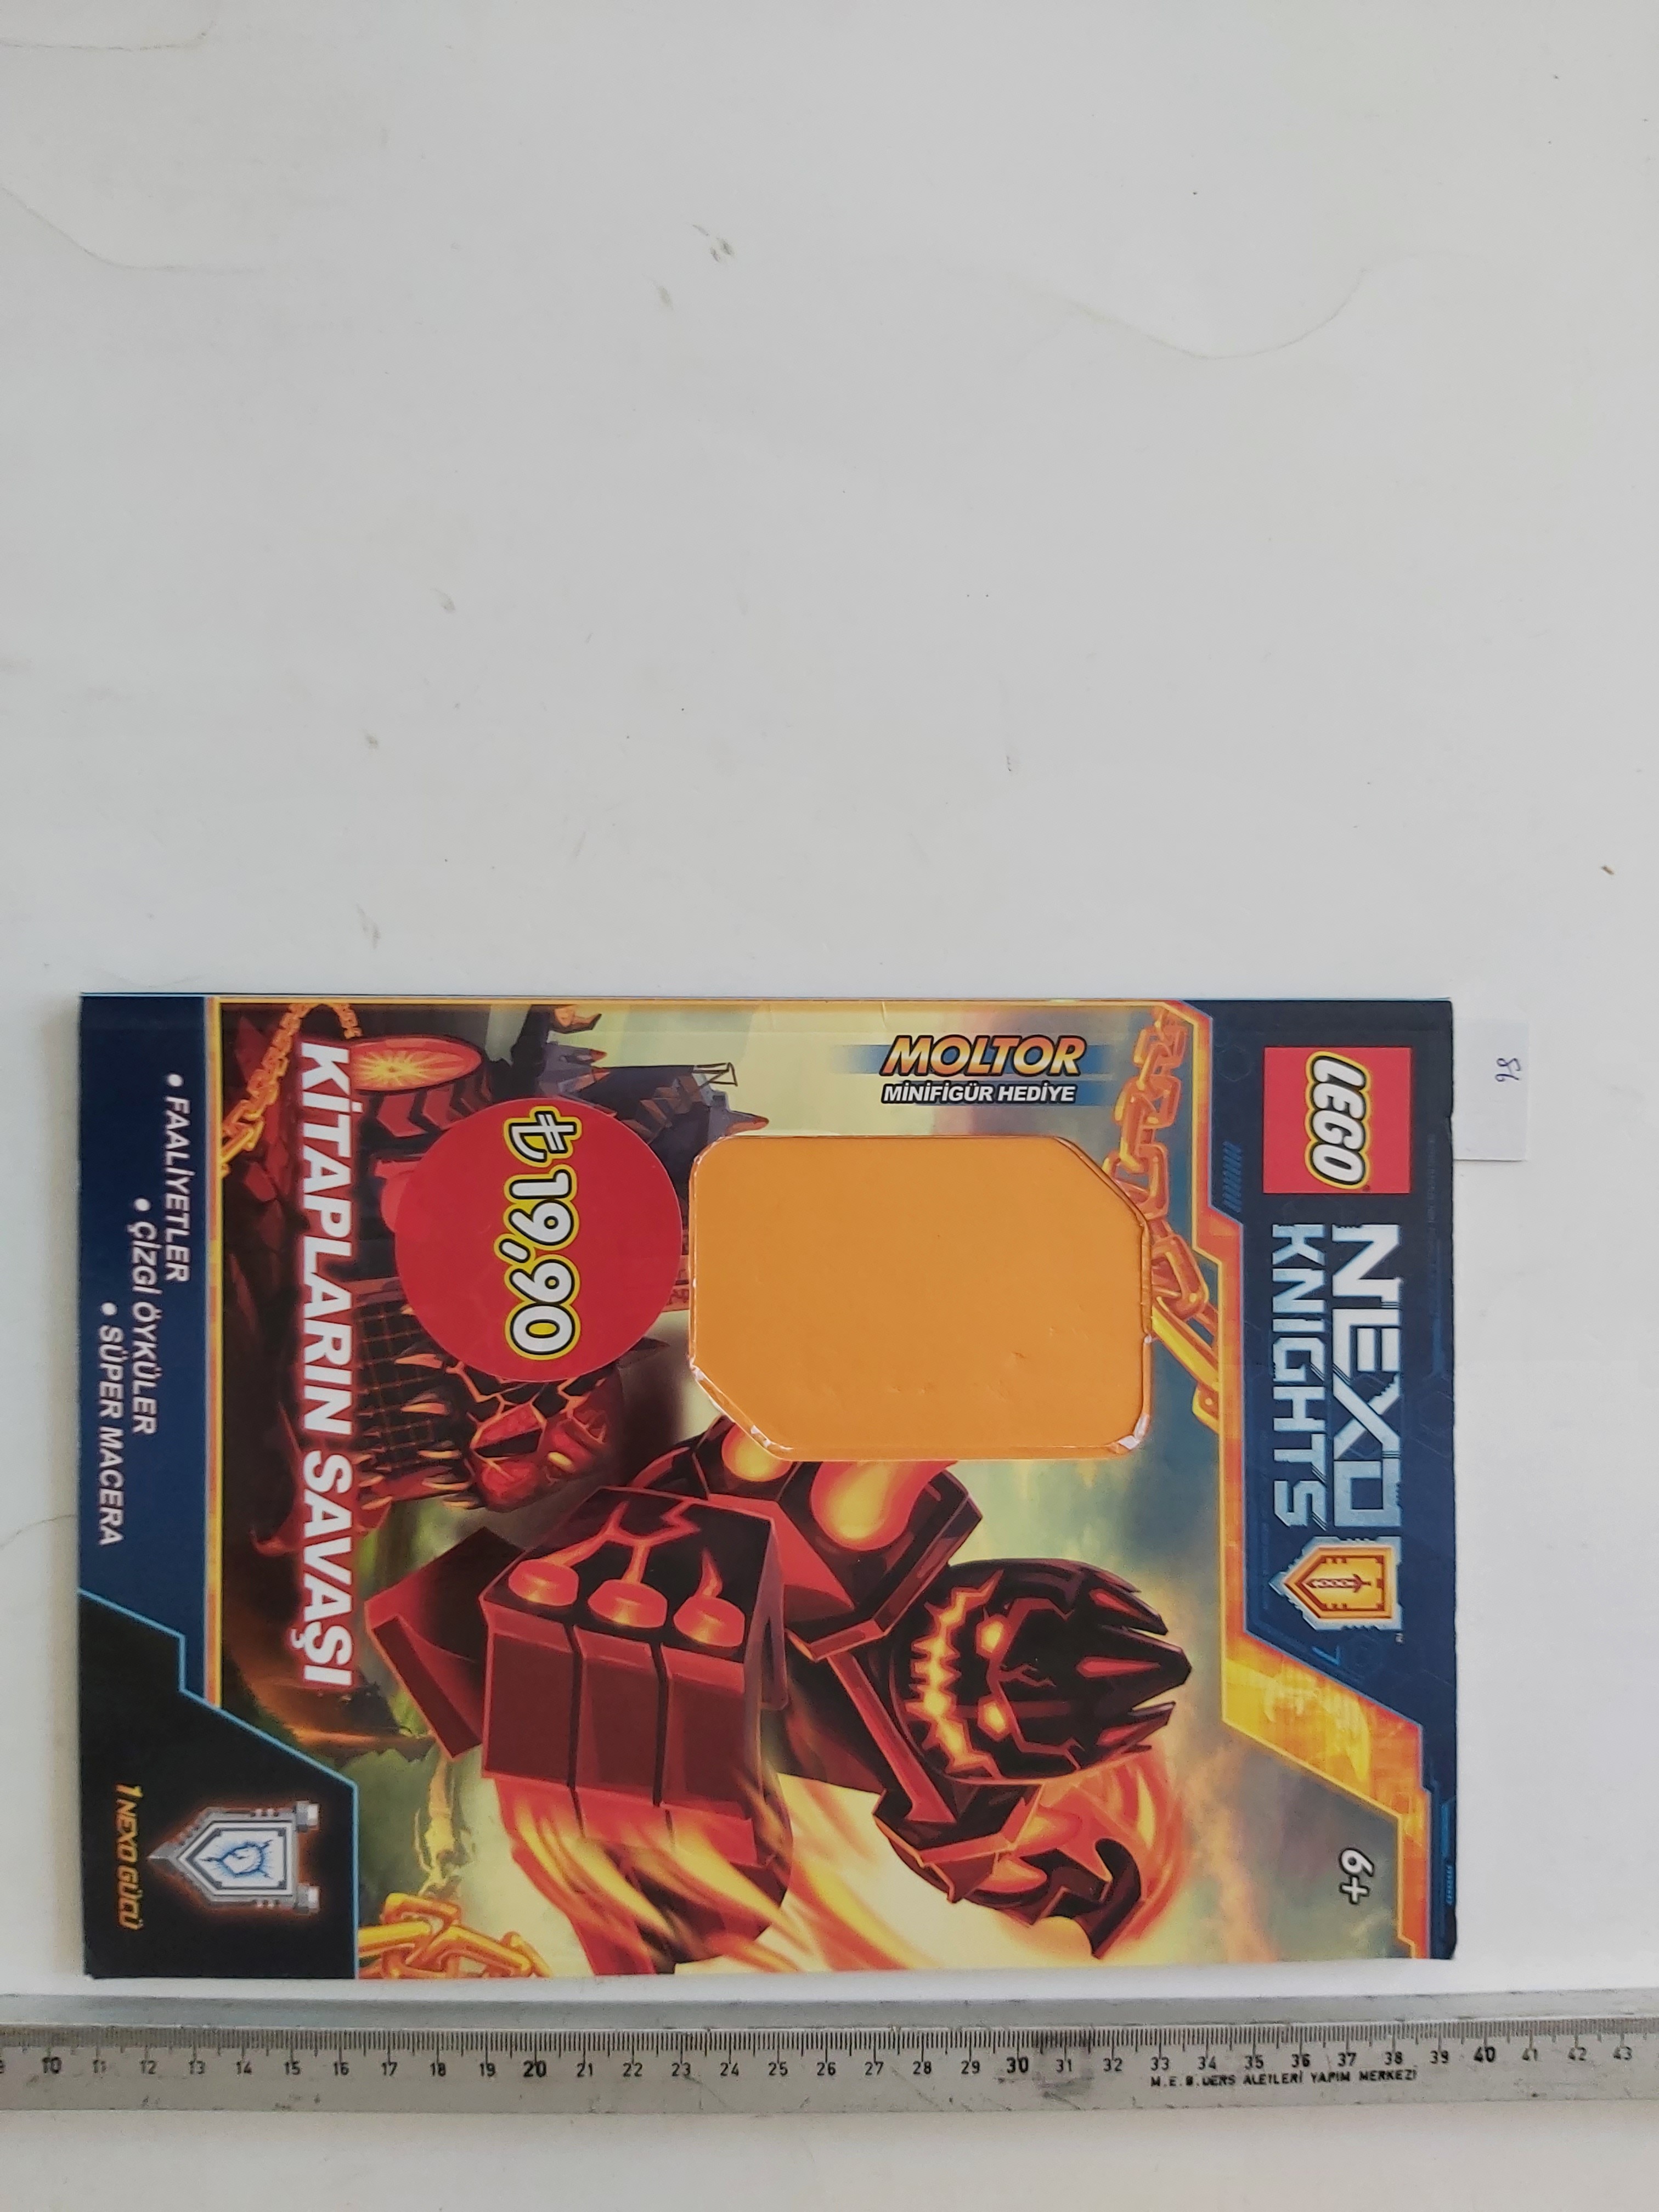 86
LEGO
NEXO
KNIGHTS
™
6+
MOLTOR
MİNİFİGÜR HEDİYE
₺19,90
KİTAPLARIN SAVAŞI
• FAALİYETLER
• ÇİZGİ ÖYKÜLER
• SÜPER MACERA
1 NEXO GÜCÜ
10 11 12 13 14 15 16 17 18 19 20 21 22 23 24 25 26 27 28 29 30 31 32 33 34 35 36 37 38 39 40 41 42 43
M.E.B. DERS ALETLERİ YAPIM MERKEZİ